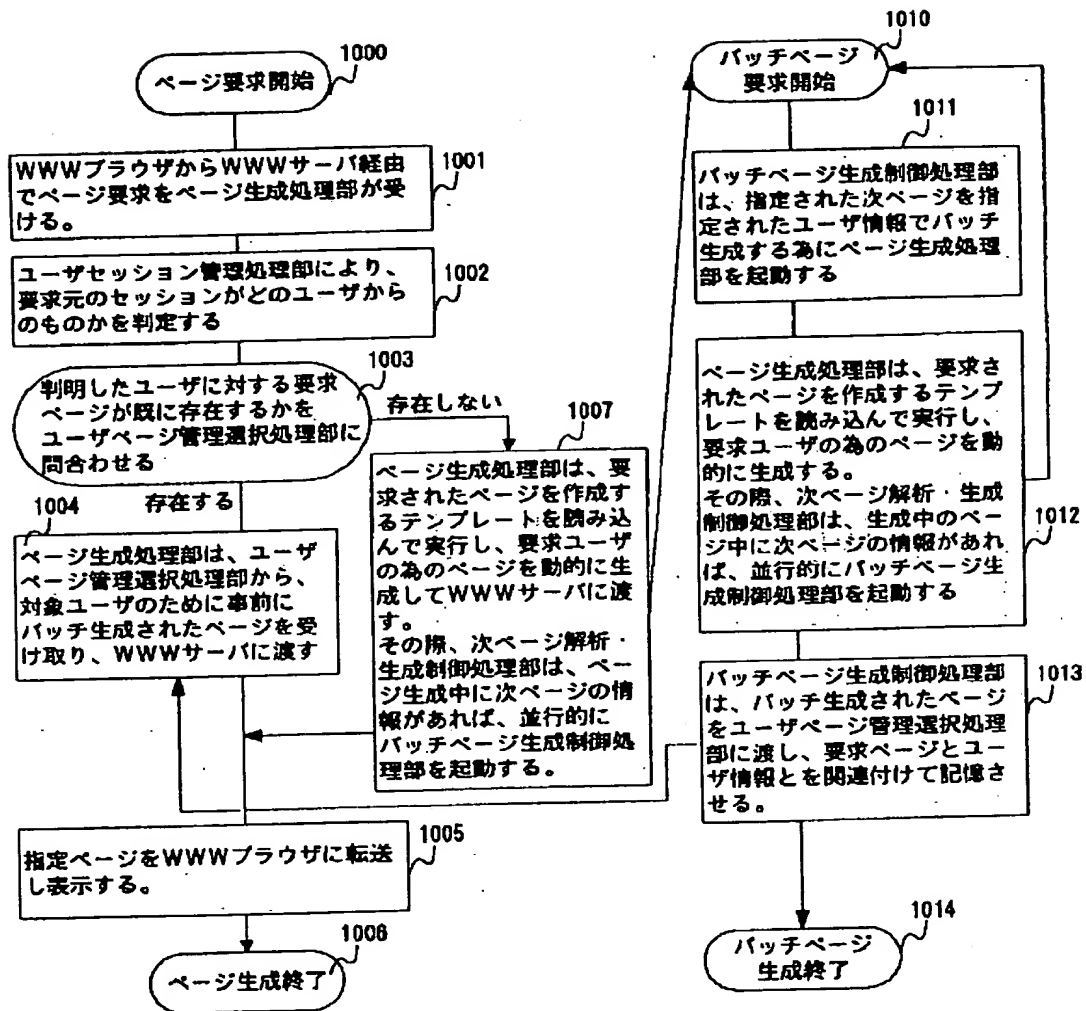 1000
ページ要求開始
1001
WWWブラウザからWWWサーバ経由
でページ要求をページ生成処理部が受
ける。
1002
ユーザセッション管理処理部により、
要求元のセッションがどのユーザから
のものかを判定する
1003
判明したユーザに対する要求
ページが既に存在するかを
ユーザページ管理選択処理部に
問合わせる
存在しない
存在する
1004
ページ生成処理部は、ユーザ
ページ管理選択処理部から、
対象ユーザのために事前に
バッチ生成されたページを受
け取り、WWWサーバに渡す
1007
ページ生成処理部は、要
求されたページを作成す
るテンプレートを読み込
んで実行し、要求ユーザ
の為のページを動的に生
成してWWWサーバに渡
す。
その際、次ページ解析・
生成制御処理部は、ペー
ジ生成中に次ページの情
報があれば、並行的に
バッチページ生成制御処
理部を起動する。
1005
指定ページをWWWブラウザに転送
し表示する。
1006
ページ生成終了
1010
バッチページ
要求開始
1011
バッチページ生成制御処理部
は、指定された次ページを指
定されたユーザ情報でバッチ
生成する為にページ生成処理
部を起動する
1012
ページ生成処理部は、要求さ
れたページを作成するテンプ
レートを読み込んで実行し、
要求ユーザの為のページを動
的に生成する。
その際、次ページ解析・生成
制御処理部は、生成中のペー
ジ中に次ページの情報があれ
ば、並行的にバッチページ生
成制御処理部を起動する
1013
バッチページ生成制御処理部
は、バッチ生成されたページ
をユーザページ管理選択処理
部に渡し、要求ページとユー
ザ情報とを関連付けて記憶さ
せる。
1014
バッチページ
生成終了